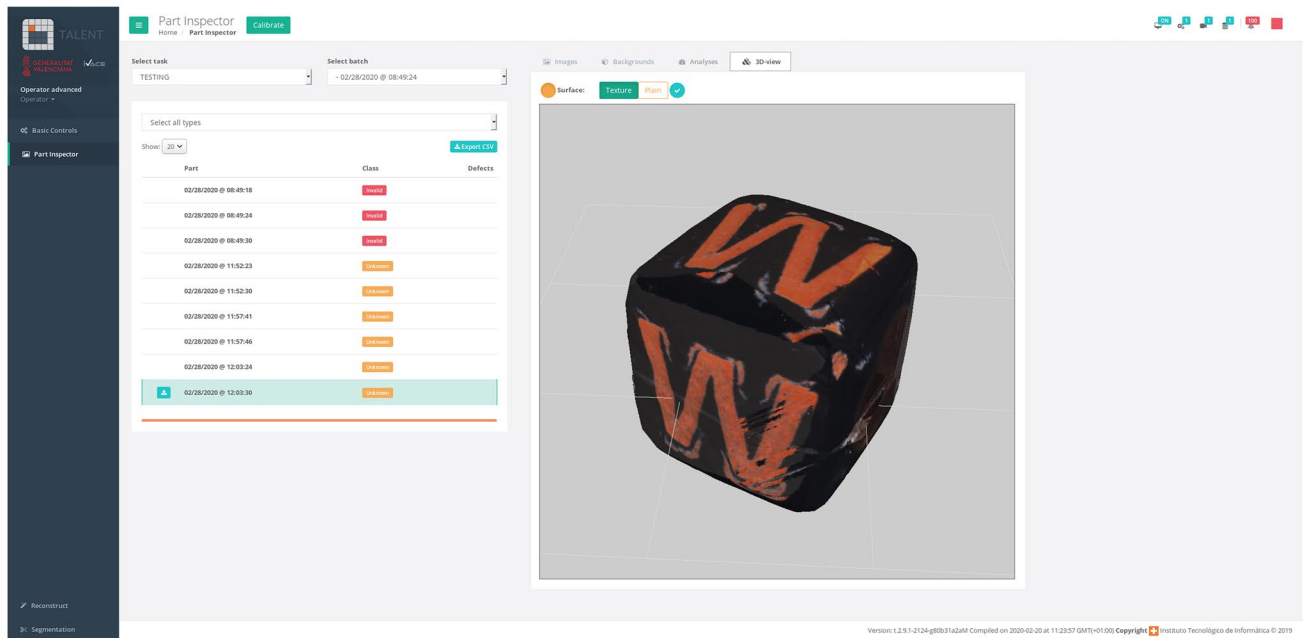 TALENT
GENERALITAT
VALENCIANA
IVACE
Operator advanced
Operator
Basic Controls
Part Inspector
Reconstruct
Segmentation
Part Inspector
Home / Part Inspector
Calibrate
ON 1 1 1 100
Select task
TESTING
Select batch
- 02/28/2020 @ 08:49:24
Select all types
Show: 20
Export CSV
Part Class Defects
02/28/2020 @ 08:49:18 Invalid
02/28/2020 @ 08:49:24 Invalid
02/28/2020 @ 08:49:30 Invalid
02/28/2020 @ 11:52:23 Unknown
02/28/2020 @ 11:52:30 Unknown
02/28/2020 @ 11:57:41 Unknown
02/28/2020 @ 11:57:46 Unknown
02/28/2020 @ 12:03:24 Unknown
02/28/2020 @ 12:03:30 Unknown
Images Backgrounds Analyses 3D-view
Surface: Texture Plain
W
W
Version: t.2.9.1-2124-g80b31a2aM Compiled on 2020-02-20 at 11:23:57 GMT(+01:00) Copyright Instituto Tecnológico de Informática © 2019